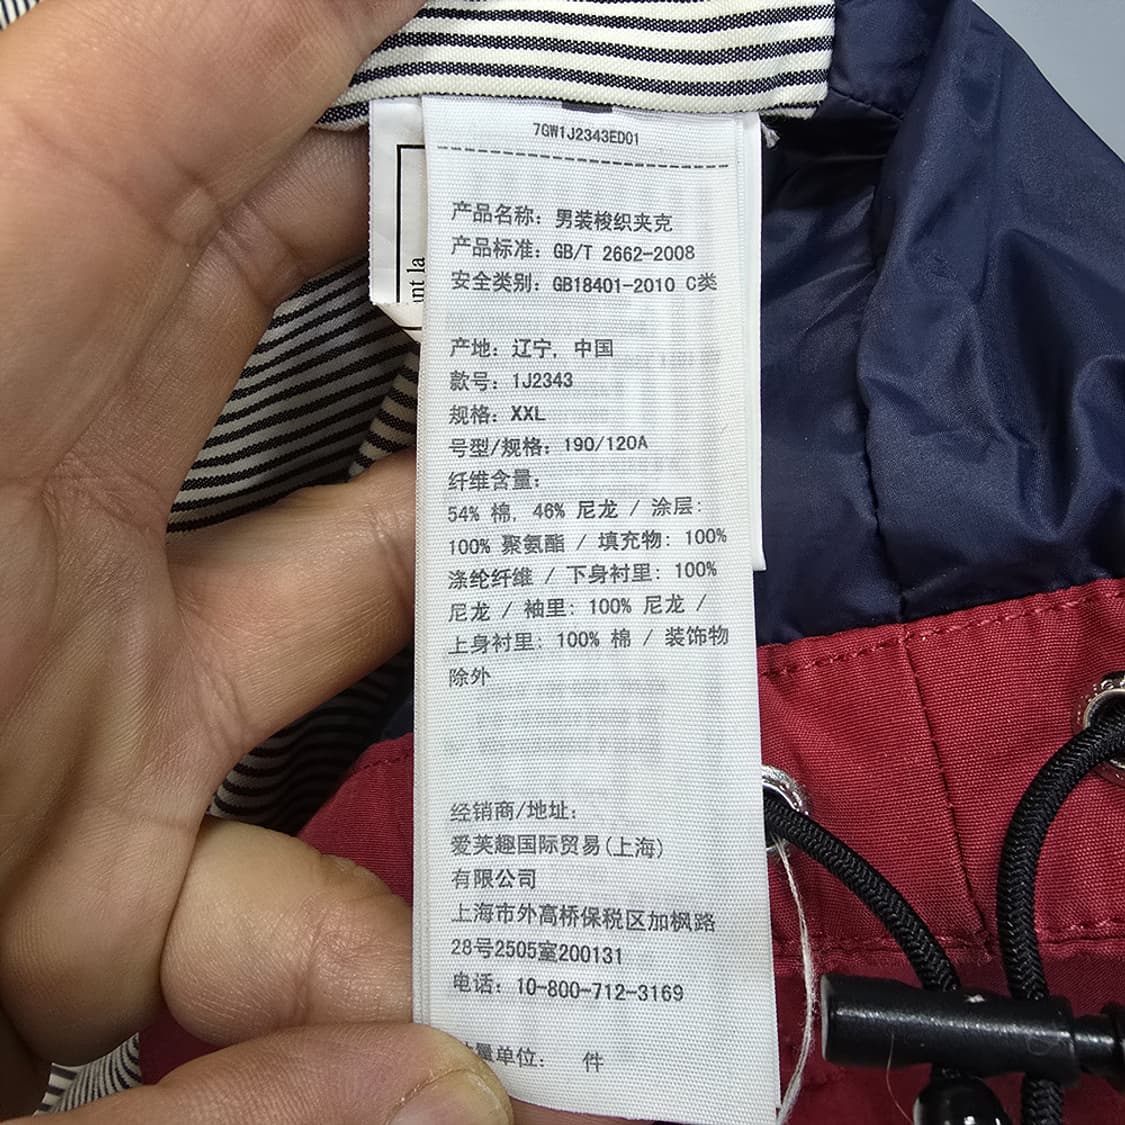 7GW1J2343ED01
产品名称: 男装梭织夹克
产品标准: GB/T 2662-2008
安全类别: GB18401-2010 C类
nt la
产地: 辽宁, 中国
款号: 1J2343
规格: XXL
号型/规格: 190/120A
纤维含量:
54% 棉, 46% 尼龙 / 涂层:
100% 聚氨酯 / 填充物: 100%
涤纶纤维 / 下身衬里: 100%
尼龙 / 袖里: 100% 尼龙 /
上身衬里: 100% 棉 / 装饰物
除外
经销商/地址:
爱芙趣国际贸易(上海)
有限公司
上海市外高桥保税区加枫路
28号2505室200131
电话: 10-800-712-3169
量单位: 件